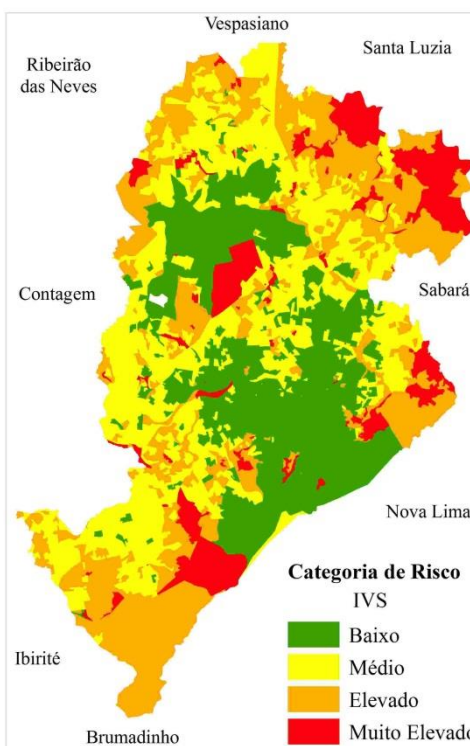 Vespasiano
Santa Luzia
Ribeirão
das Neves
Contagem
Sabará
Nova Lima
Categoria de Risco
IVS
Baixo
Médio
Elevado
Muito Elevado
Ibirité
Brumadinho